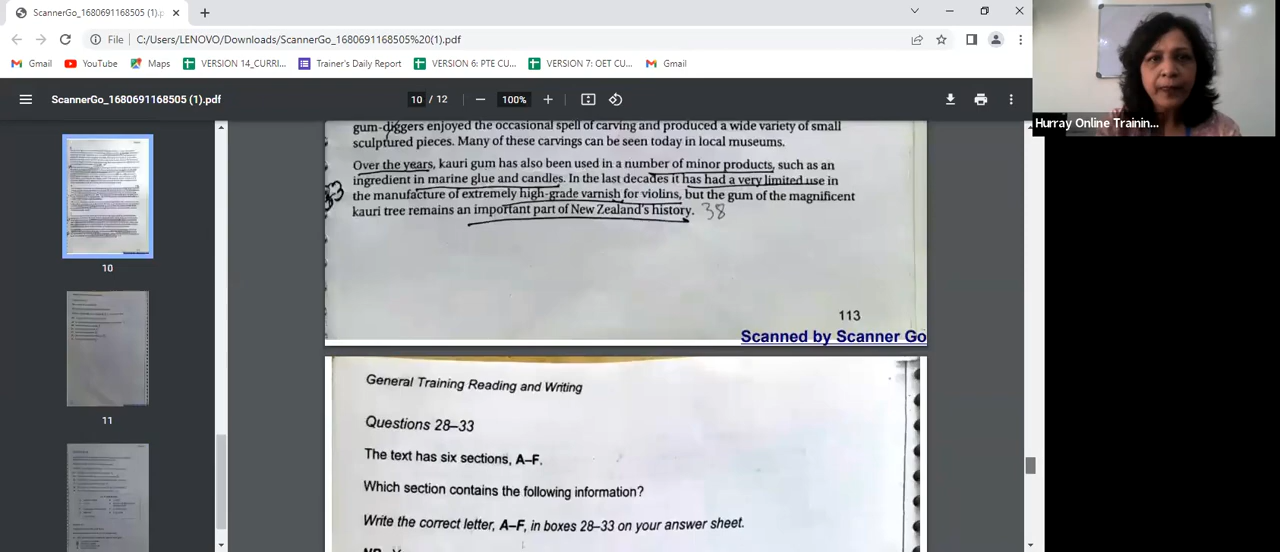 ScannerGo_1680691168505 (1).p
File
C:/Users/LENOVO/Downloads/ScannerGo_1680691168505%20(1).pdf
Gmail
YouTube
Maps
VERSION 14_CURRI...
Trainer's Daily Report
VERSION 6: PTE CU...
VERSION 7: OET CU...
Gmail
ScannerGo_1680691168505 (1).pdf
10 / 12
100%
Hurray Online Trainin...
10
11
gum-diggers enjoyed the occasional spell of carving and produced a wide variety of small
sculptured pieces. Many of these carvings can be seen today in local museums.
Over the years, kauri gum has also been used in a number of minor products, such as an
ingredient in marine glue and candles. In the last decades it has had a very limited use in
the manufacture of extremely high-grade varnish for violins, but the gum of the magnificent
kauri tree remains an important part of New Zealand's history. 38
33
113
Scanned by Scanner Go
General Training Reading and Writing
Questions 28–33
The text has six sections, A–F.
Which section contains the following information?
Write the correct letter, A–F, in boxes 28–33 on your answer sheet.